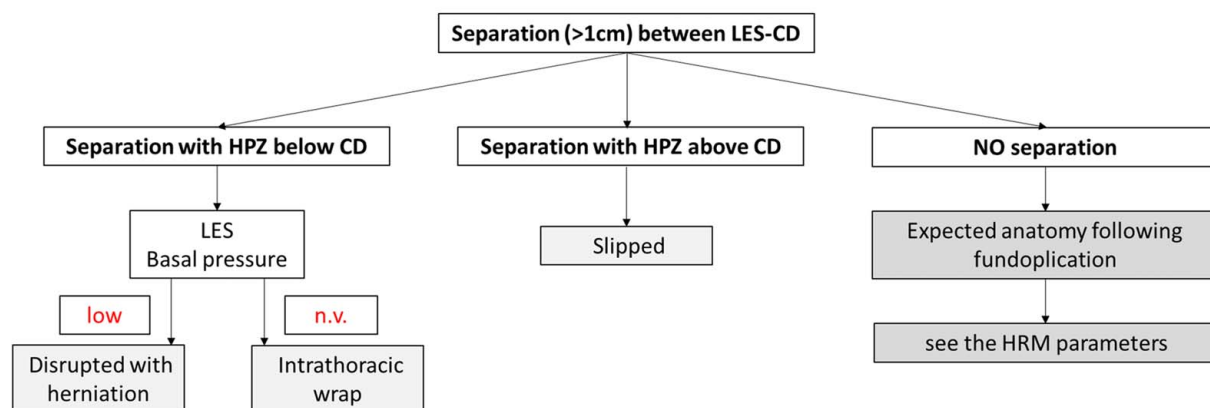 Separation (>1cm) between LES-CD
Separation with HPZ below CD
Separation with HPZ above CD
NO separation
LES
Basal pressure
Slipped
Expected anatomy following
fundoplication
low
n.v.
see the HRM parameters
Disrupted with
herniation
Intrathoracic
wrap